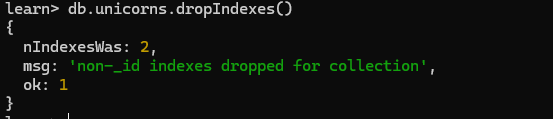 learn> db.unicorns.dropIndexes()
{
  nIndexesWas: 2,
  msg: 'non-_id indexes dropped for collection',
  ok: 1
}